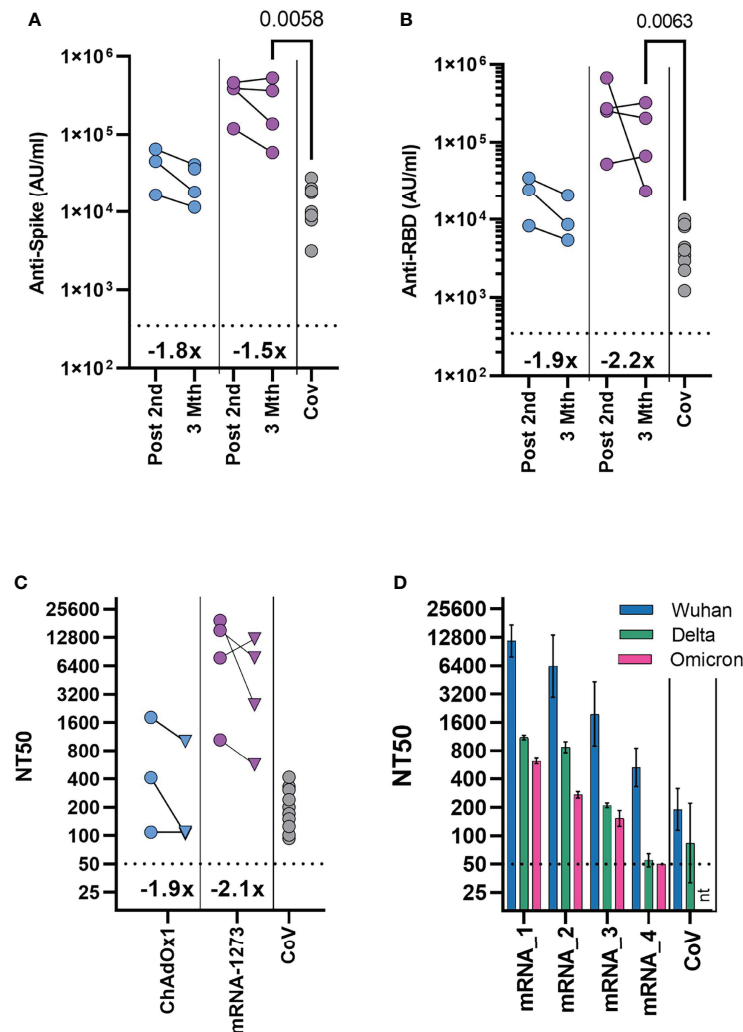 A
0.0058
Anti-Spike (AU/ml)
1×10⁶
1×10⁵
1×10⁴
1×10³
1×10²
-1.8x
-1.5x
Post 2nd
3 Mth
Post 2nd
3 Mth
Cov
B
0.0063
Anti-RBD (AU/ml)
1×10⁶
1×10⁵
1×10⁴
1×10³
1×10²
-1.9x
-2.2x
Post 2nd
3 Mth
Post 2nd
3 Mth
Cov
C
NT50
25600
12800
6400
3200
1600
800
400
200
100
50
25
-1.9x
-2.1x
ChAdOx1
mRNA-1273
CoV
D
NT50
25600
12800
6400
3200
1600
800
400
200
100
50
25
Wuhan
Delta
Omicron
nt
mRNA_1
mRNA_2
mRNA_3
mRNA_4
CoV